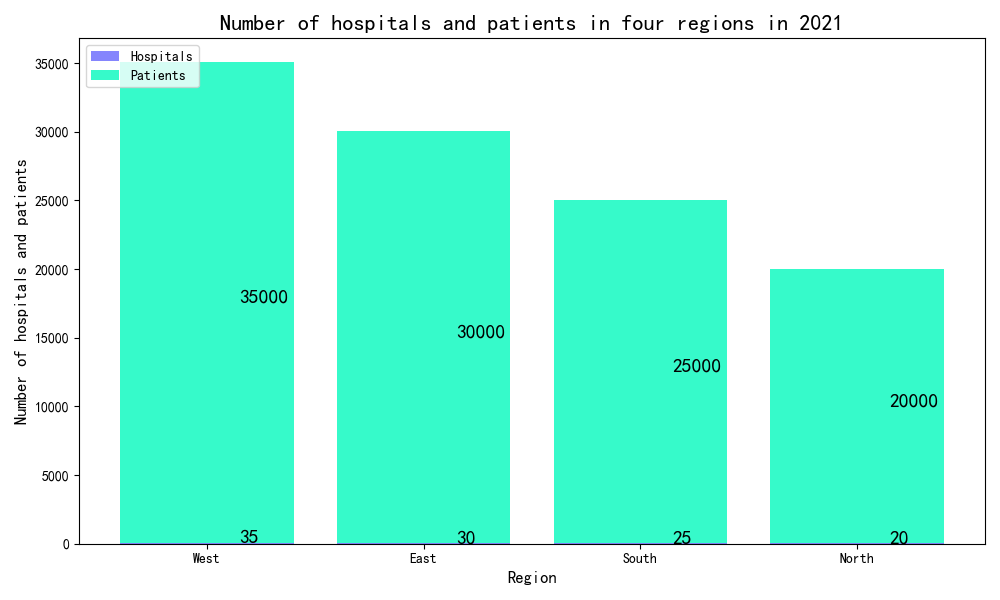 Number of hospitals and patients in four regions in 2021
Hospitals
Patients
Number of hospitals and patients
35000
30000
25000
20000
15000
10000
5000
0
35000
30000
25000
20000
35
30
25
20
West
East
South
North
Region